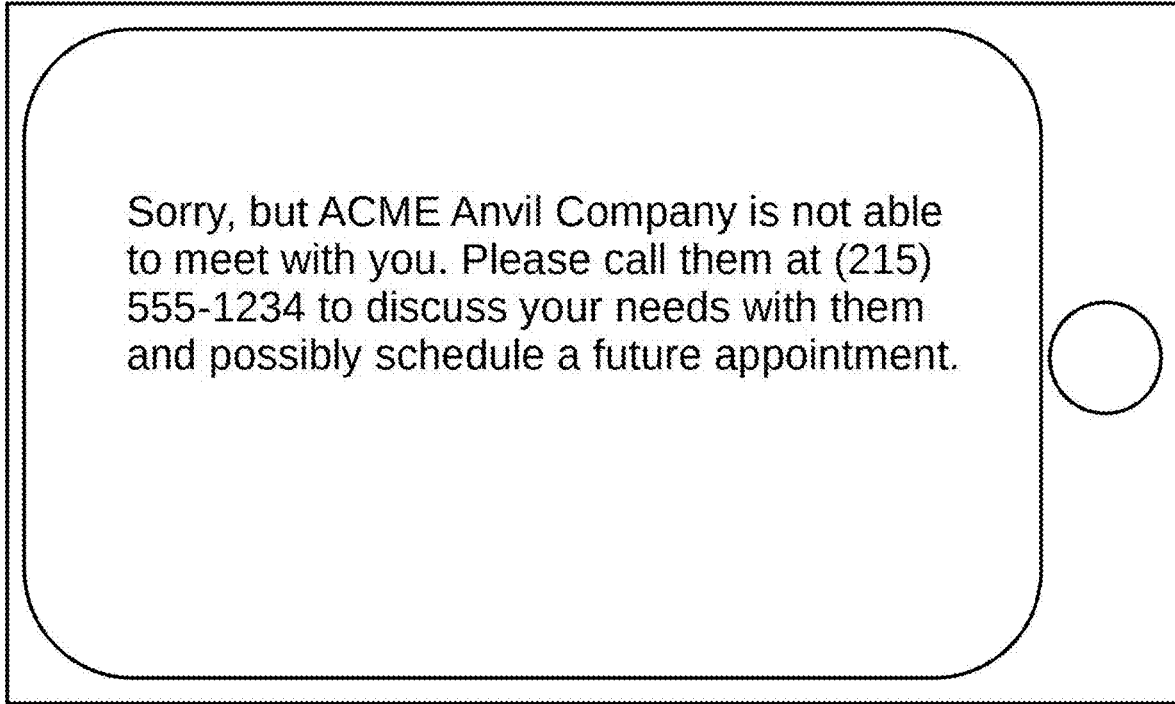 Sorry, but ACME Anvil Company is not able
to meet with you. Please call them at (215)
555-1234 to discuss your needs with them
and possibly schedule a future appointment.